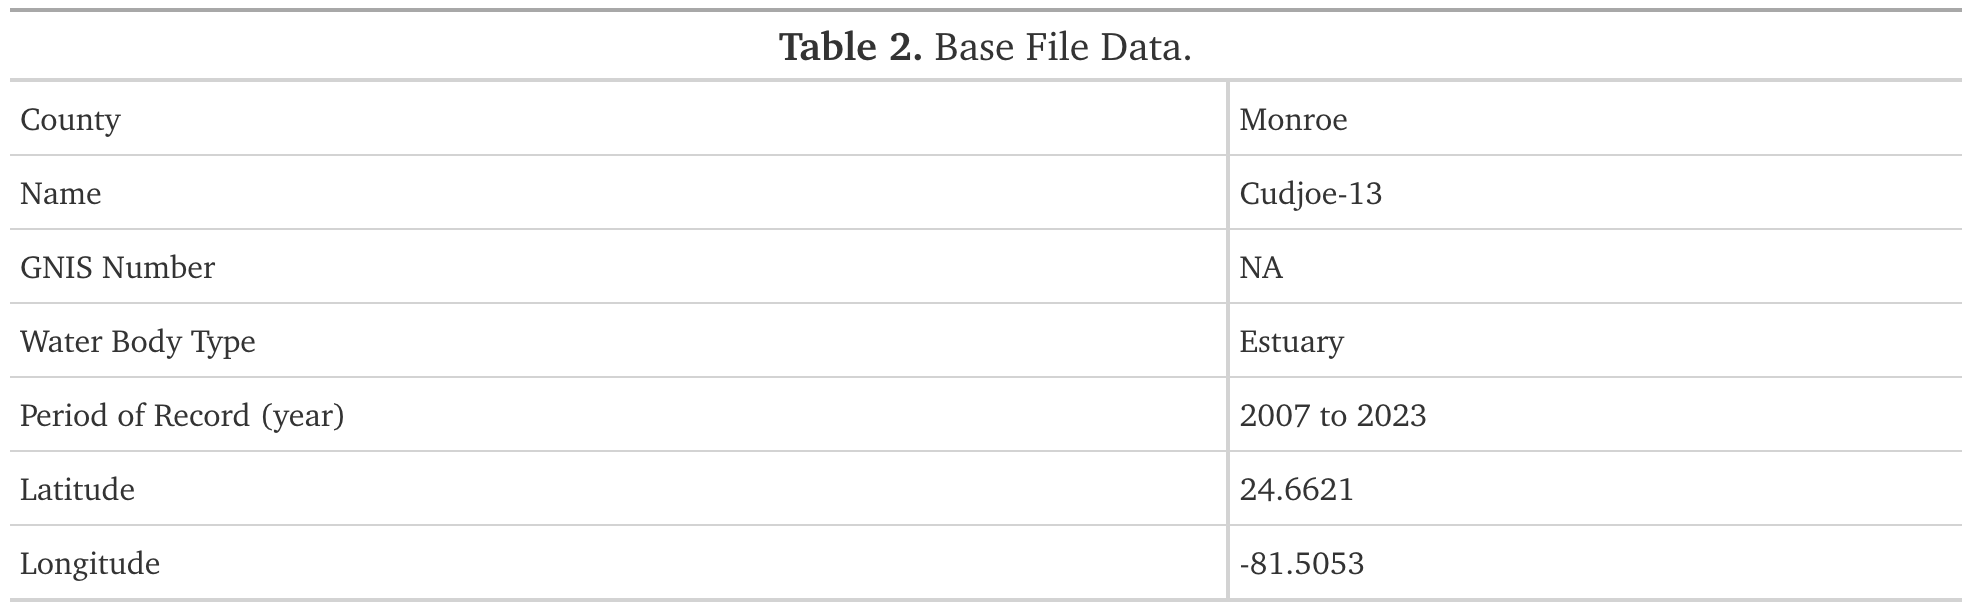 Table 2. Base File Data.
County Monroe
Name Cudjoe-13
GNIS Number NA
Water Body Type Estuary
Period of Record (year) 2007 to 2023
Latitude 24.6621
Longitude -81.5053